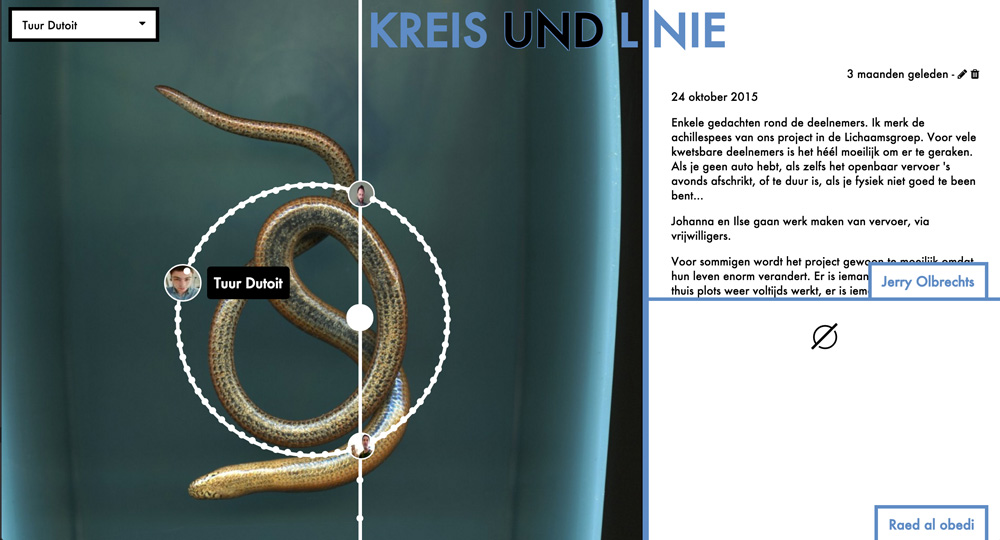 Tuur Dutoit
KREIS UND LINIE
3 maanden geleden -
24 oktober 2015
Enkele gedachten rond de deelnemers. Ik merk de
achillespees van ons project in de Lichaamsgroep. Voor vele
kwetsbare deelnemers is het héél moeilijk om er te geraken.
Als je geen auto hebt, als zelfs het openbaar vervoer 's
avonds afschrikt, of te duur is, als je fysiek niet goed te been
bent...
Johanna en Ilse gaan werk maken van vervoer, via
vrijwilligers.
Voor sommigen wordt het project gewoon te moeilijk omdat
hun leven enorm verandert. Er is ieman
thuis plots weer voltijds werkt, er is iem
Jerry Olbrechts
Tuur Dutoit
Raed al obedi